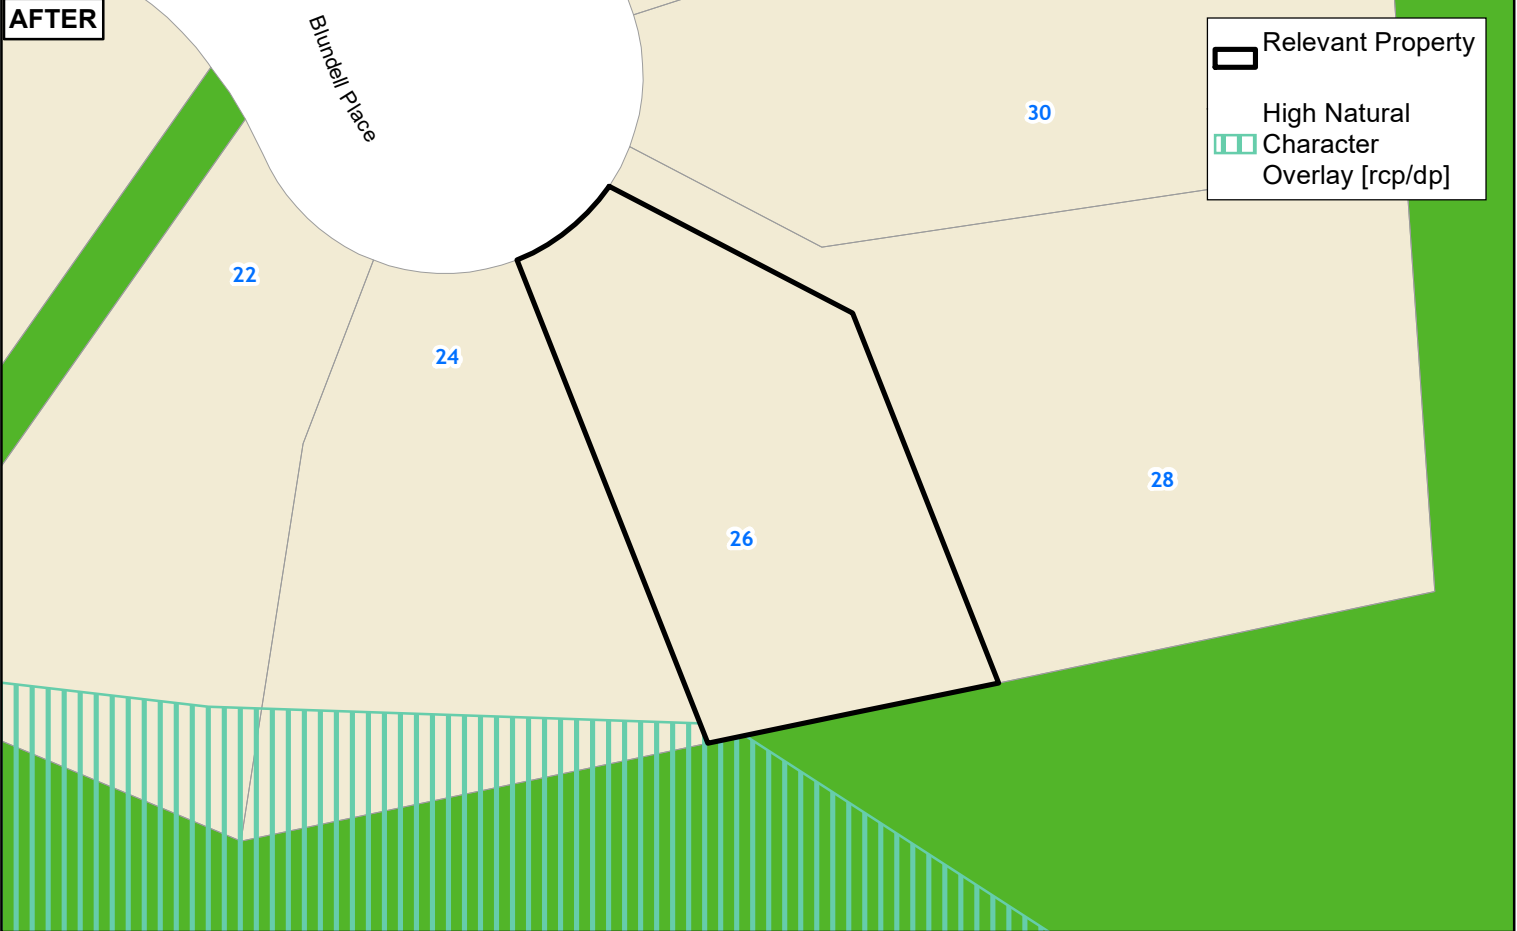 AFTER
Blundell Place
Relevant Property
High Natural
Character
Overlay [rcp/dp]
30
22
24
28
26